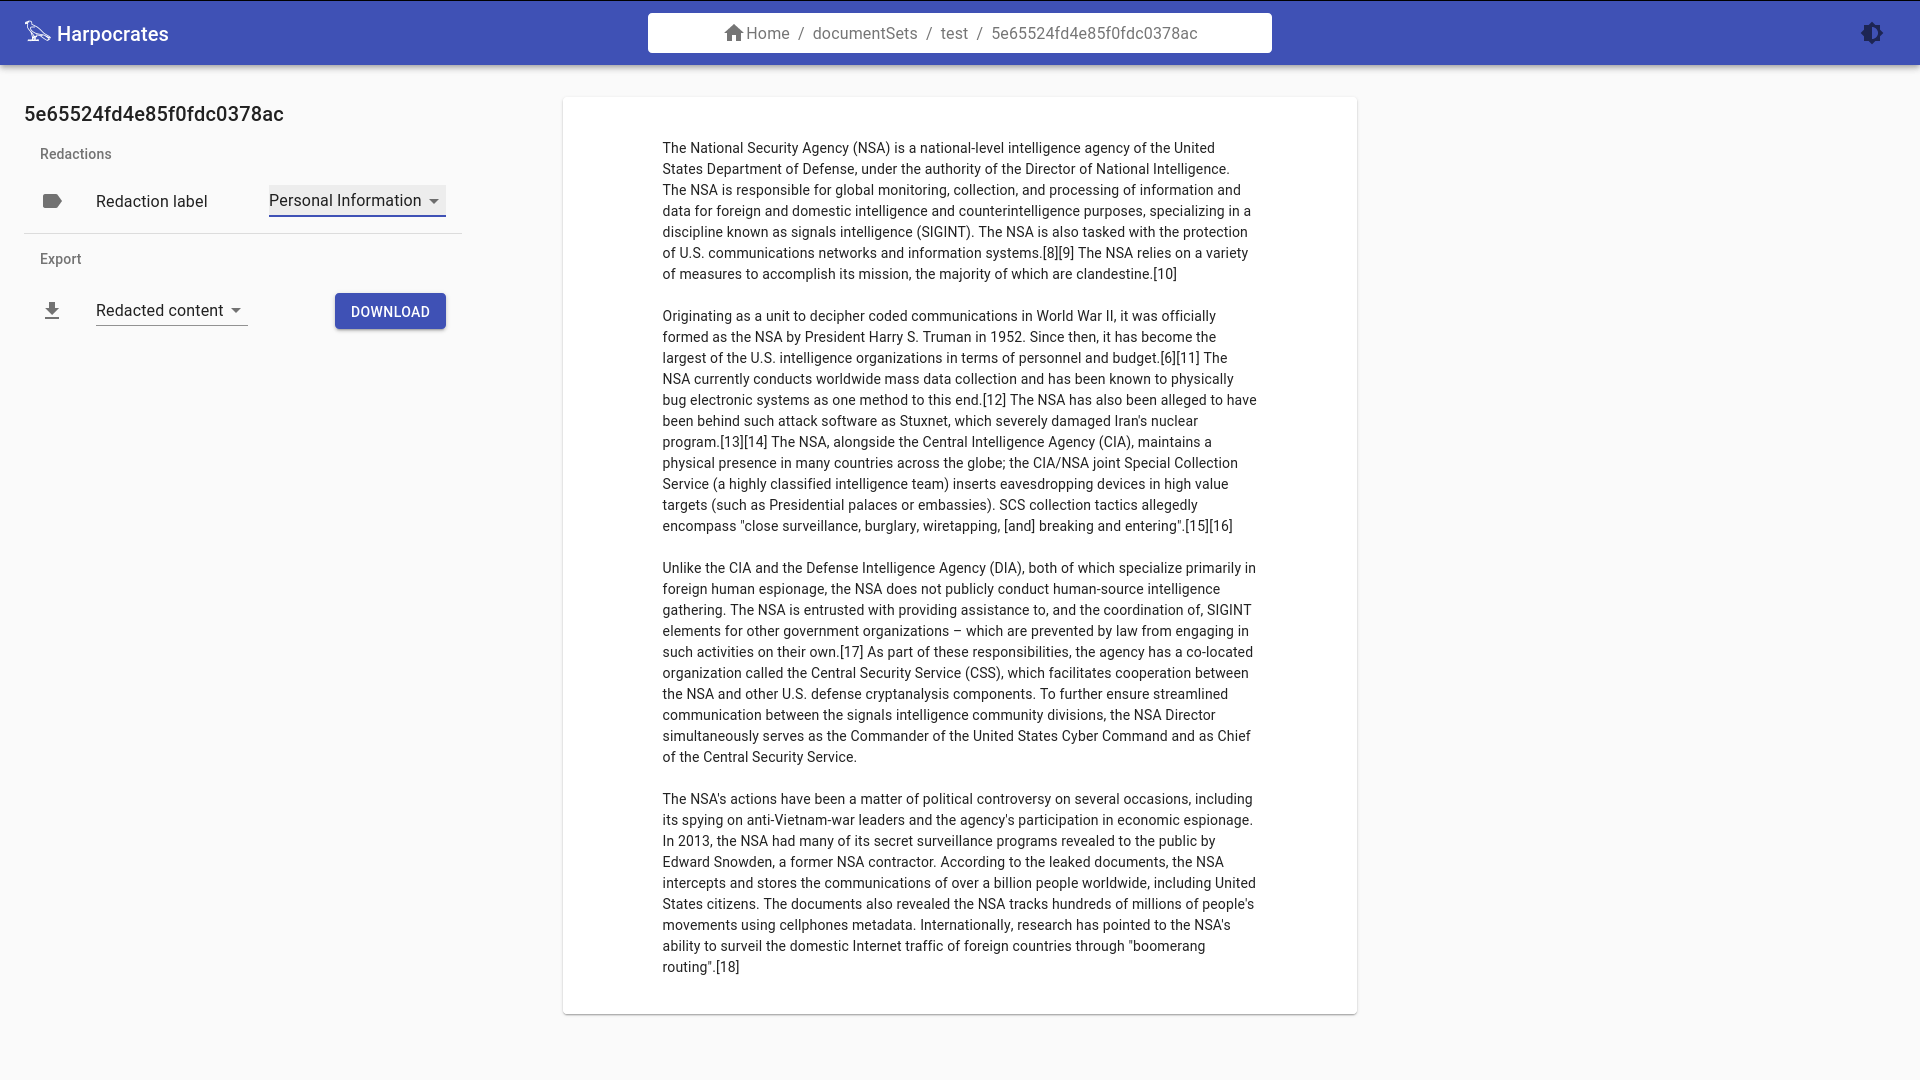 Harpocrates
Home / documentSets / test / 5e65524fd4e85f0fdc0378ac
5e65524fd4e85f0fdc0378ac
Redactions
Redaction label Personal Information
Export
Redacted content DOWNLOAD
The National Security Agency (NSA) is a national-level intelligence agency of the United
States Department of Defense, under the authority of the Director of National Intelligence.
The NSA is responsible for global monitoring, collection, and processing of information and
data for foreign and domestic intelligence and counterintelligence purposes, specializing in a
discipline known as signals intelligence (SIGINT). The NSA is also tasked with the protection
of U.S. communications networks and information systems.[8][9] The NSA relies on a variety
of measures to accomplish its mission, the majority of which are clandestine.[10]
Originating as a unit to decipher coded communications in World War II, it was officially
formed as the NSA by President Harry S. Truman in 1952. Since then, it has become the
largest of the U.S. intelligence organizations in terms of personnel and budget.[6][11] The
NSA currently conducts worldwide mass data collection and has been known to physically
bug electronic systems as one method to this end.[12] The NSA has also been alleged to have
been behind such attack software as Stuxnet, which severely damaged Iran's nuclear
program.[13][14] The NSA, alongside the Central Intelligence Agency (CIA), maintains a
physical presence in many countries across the globe; the CIA/NSA joint Special Collection
Service (a highly classified intelligence team) inserts eavesdropping devices in high value
targets (such as Presidential palaces or embassies). SCS collection tactics allegedly
encompass "close surveillance, burglary, wiretapping, [and] breaking and entering".[15][16]
Unlike the CIA and the Defense Intelligence Agency (DIA), both of which specialize primarily in
foreign human espionage, the NSA does not publicly conduct human-source intelligence
gathering. The NSA is entrusted with providing assistance to, and the coordination of, SIGINT
elements for other government organizations – which are prevented by law from engaging in
such activities on their own.[17] As part of these responsibilities, the agency has a co-located
organization called the Central Security Service (CSS), which facilitates cooperation between
the NSA and other U.S. defense cryptanalysis components. To further ensure streamlined
communication between the signals intelligence community divisions, the NSA Director
simultaneously serves as the Commander of the United States Cyber Command and as Chief
of the Central Security Service.
The NSA's actions have been a matter of political controversy on several occasions, including
its spying on anti-Vietnam-war leaders and the agency's participation in economic espionage.
In 2013, the NSA had many of its secret surveillance programs revealed to the public by
Edward Snowden, a former NSA contractor. According to the leaked documents, the NSA
intercepts and stores the communications of over a billion people worldwide, including United
States citizens. The documents also revealed the NSA tracks hundreds of millions of people's
movements using cellphones metadata. Internationally, research has pointed to the NSA's
ability to surveil the domestic Internet traffic of foreign countries through "boomerang
routing".[18]